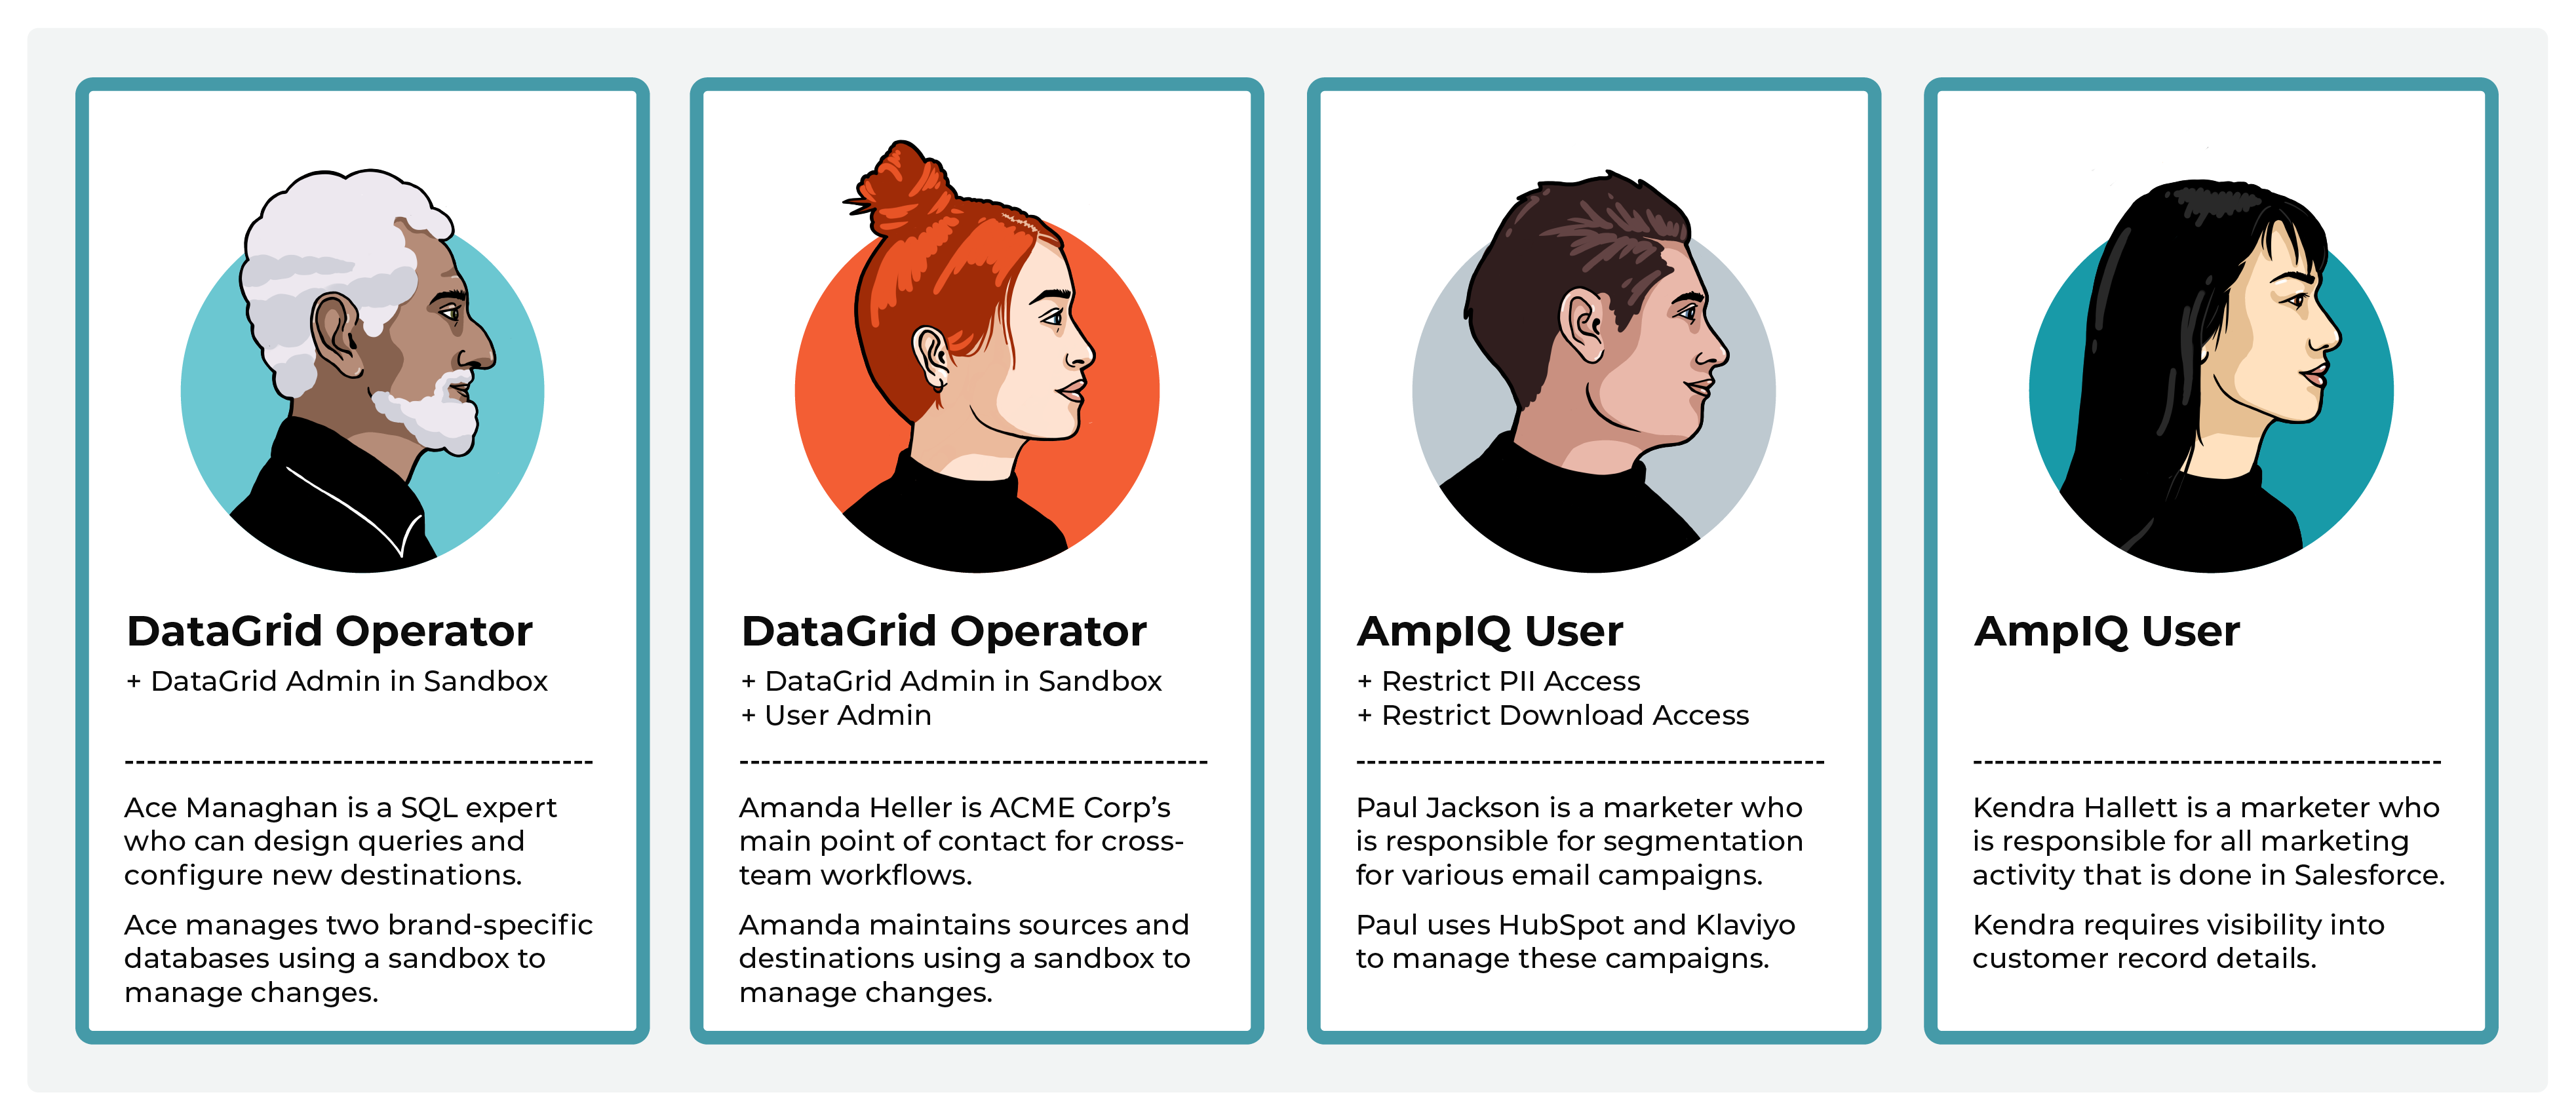 DataGrid Operator
+ DataGrid Admin in Sandbox
Ace Managhan is a SQL expert
who can design queries and
configure new destinations.
Ace manages two brand-specific
databases using a sandbox to
manage changes.
DataGrid Operator
+ DataGrid Admin in Sandbox
+ User Admin
Amanda Heller is ACME Corp’s
main point of contact for cross-
team workflows.
Amanda maintains sources and
destinations using a sandbox to
manage changes.
AmpIQ User
+ Restrict PII Access
+ Restrict Download Access
Paul Jackson is a marketer who
is responsible for segmentation
for various email campaigns.
Paul uses HubSpot and Klaviyo
to manage these campaigns.
AmpIQ User
Kendra Hallett is a marketer who
is responsible for all marketing
activity that is done in Salesforce.
Kendra requires visibility into
customer record details.